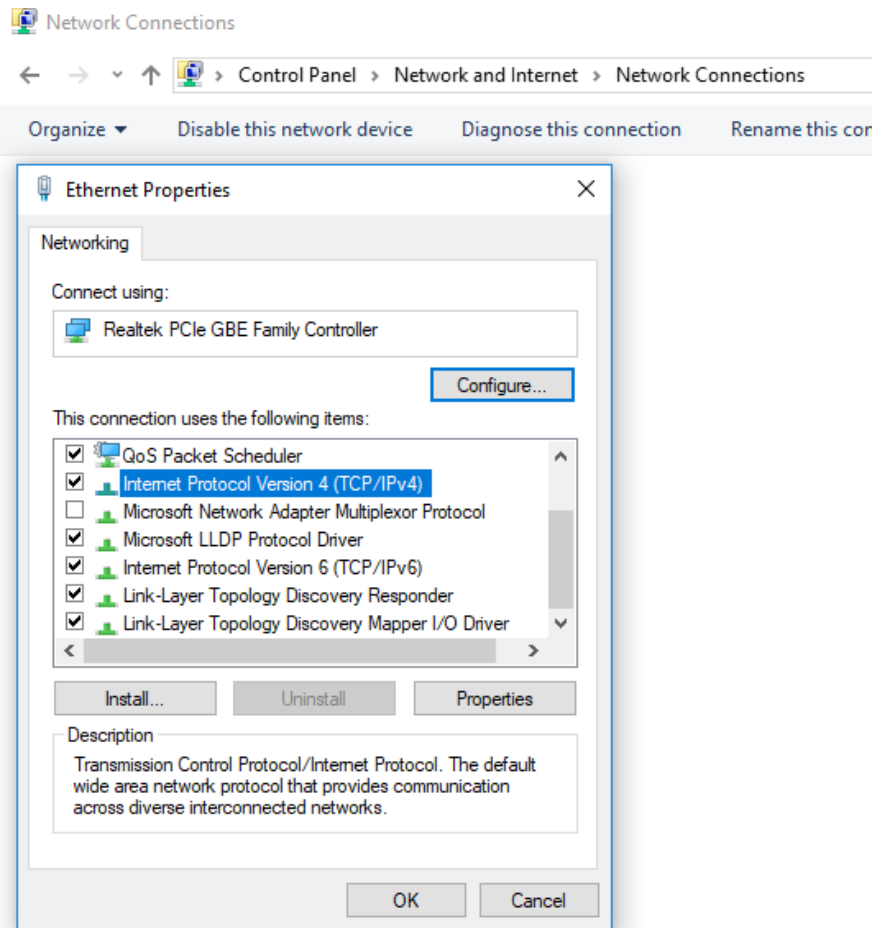 Network Connections
Control Panel > Network and Internet > Network Connections
Organize Disable this network device Diagnose this connection Rename this
Ethernet Properties
Networking
Connect using:
Realtek PCIe GBE Family Controller
Configure...
This connection uses the following items:
QoS Packet Scheduler
Internet Protocol Version 4 (TCP/IPv4)
Microsoft Network Adapter Multiplexor Protocol
Microsoft LLDP Protocol Driver
Internet Protocol Version 6 (TCP/IPv6)
Link-Layer Topology Discovery Responder
Link-Layer Topology Discovery Mapper I/O Driver
Install... Uninstall Properties
Description
Transmission Control Protocol/Internet Protocol. The default
wide area network protocol that provides communication
across diverse interconnected networks.
OK Cancel